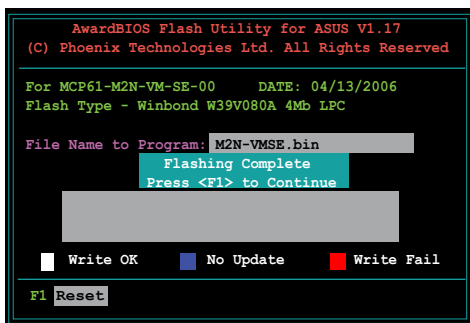 AwardBIOS Flash Utility for ASUS V1.17
(C) Phoenix Technologies Ltd. All Rights Reserved
For MCP61-M2N-VM-SE-00 DATE: 04/13/2006
Flash Type - Winbond W39V080A 4Mb LPC
File Name to Program: M2N-VMSE.bin
Flashing Complete
Press <F1> to Continue
Write OK No Update Write Fail
F1 Reset